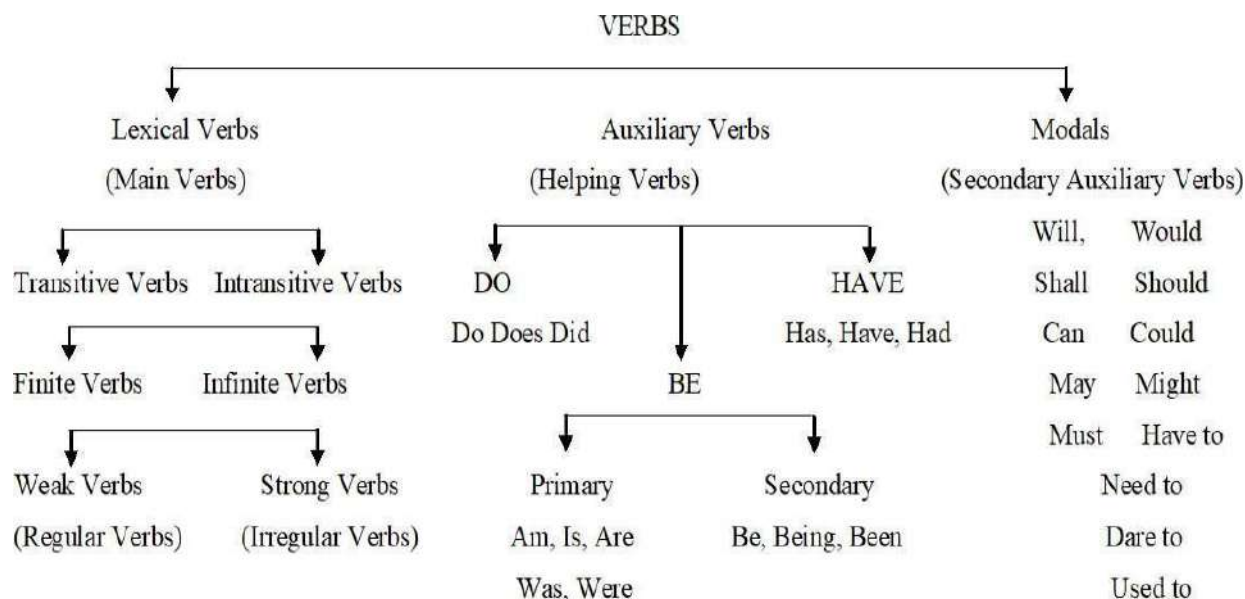 VERBS
Lexical Verbs Auxiliary Verbs Modals
(Main Verbs) (Helping Verbs) (Secondary Auxiliary Verbs)
Will, Would
Transitive Verbs Intransitive Verbs DO HAVE Shall Should
Do Does Did Has, Have, Had Can Could
Finite Verbs Infinite Verbs BE May Might
Must Have to
Weak Verbs Strong Verbs Primary Secondary Need to
(Regular Verbs) (Irregular Verbs) Am, Is, Are Be, Being, Been Dare to
Was, Were Used to